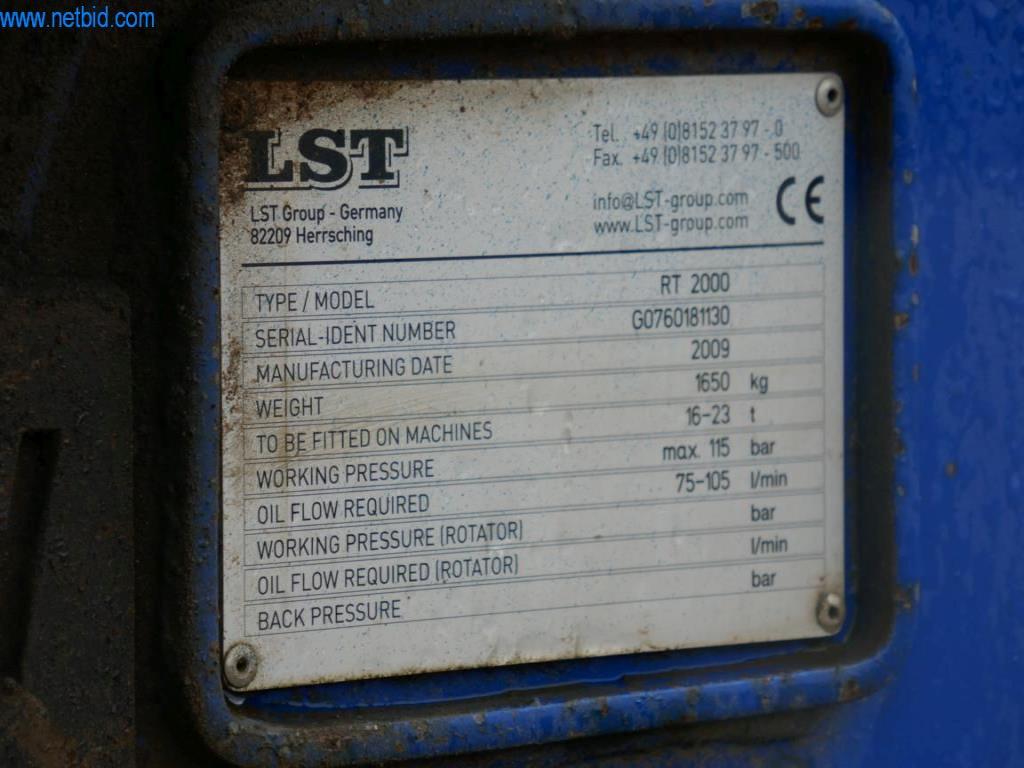 www.netbid.com
LST
LST Group - Germany
82209 Herrsching
Tel. +49 (0)8152 37 97 - 0
Fax. +49 (0)8152 37 97 - 500
info@LST-group.com
www.LST-group.com
CE
TYPE / MODEL RT 2000
SERIAL-IDENT NUMBER G0760181130
MANUFACTURING DATE 2009
WEIGHT 1650 kg
TO BE FITTED ON MACHINES 16-23 t
WORKING PRESSURE max. 115 bar
OIL FLOW REQUIRED 75-105 l/min
WORKING PRESSURE (ROTATOR) bar
OIL FLOW REQUIRED (ROTATOR) l/min
BACK PRESSURE bar